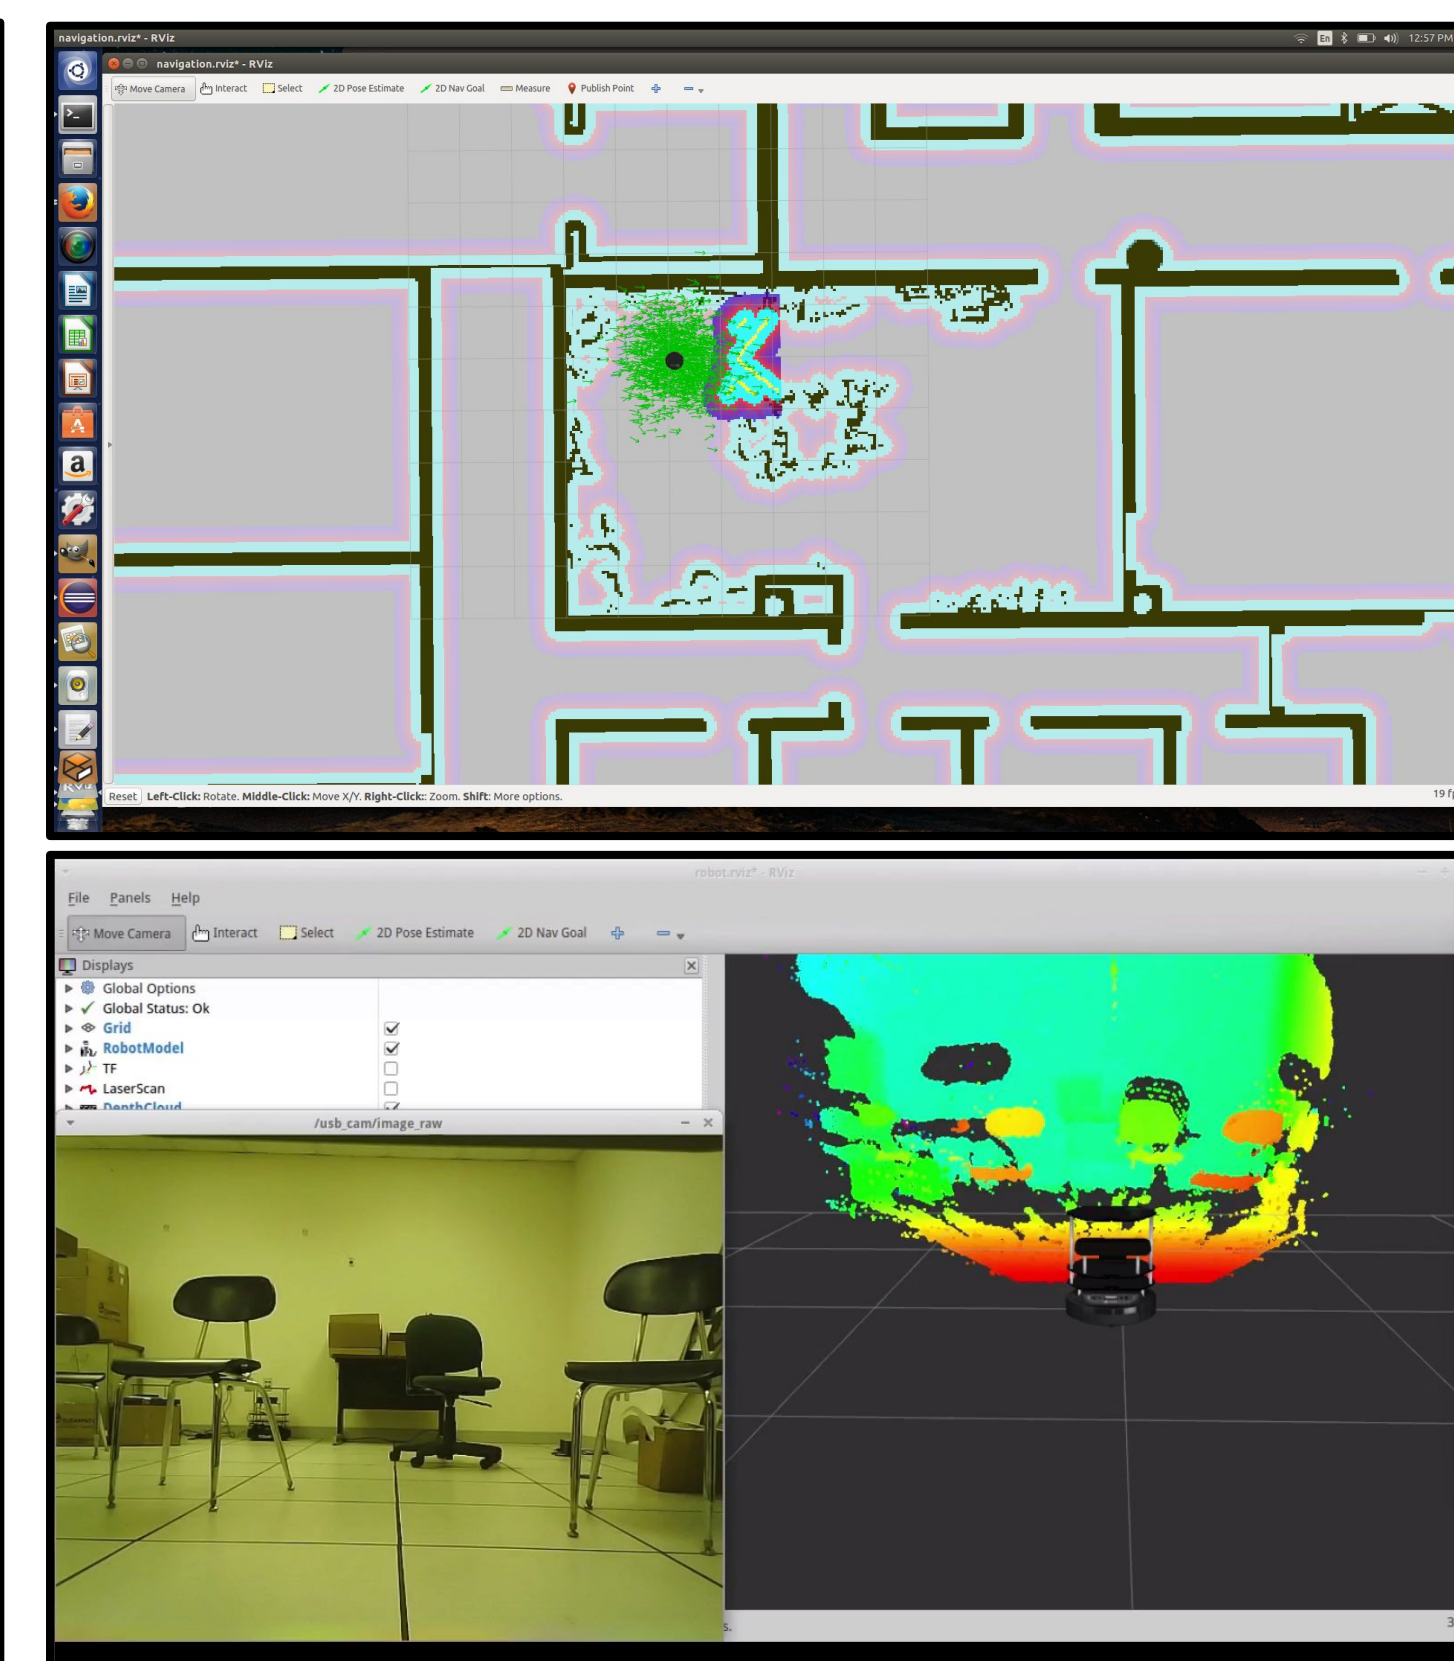 navigation.rviz* - RViz
En 12:57 PM
navigation.rviz* - RViz
Move Camera Interact Select 2D Pose Estimate 2D Nav Goal Measure Publish Point
Reset Left-Click: Rotate. Middle-Click: Move X/Y. Right-Click:: Zoom. Shift: More options.
19 f
robot.rviz* - RViz
File Panels Help
Move Camera Interact Select 2D Pose Estimate 2D Nav Goal
Displays
Global Options
Global Status: Ok
Grid
RobotModel
TF
LaserScan
DepthCloud
/usb_cam/image_raw
s.
3